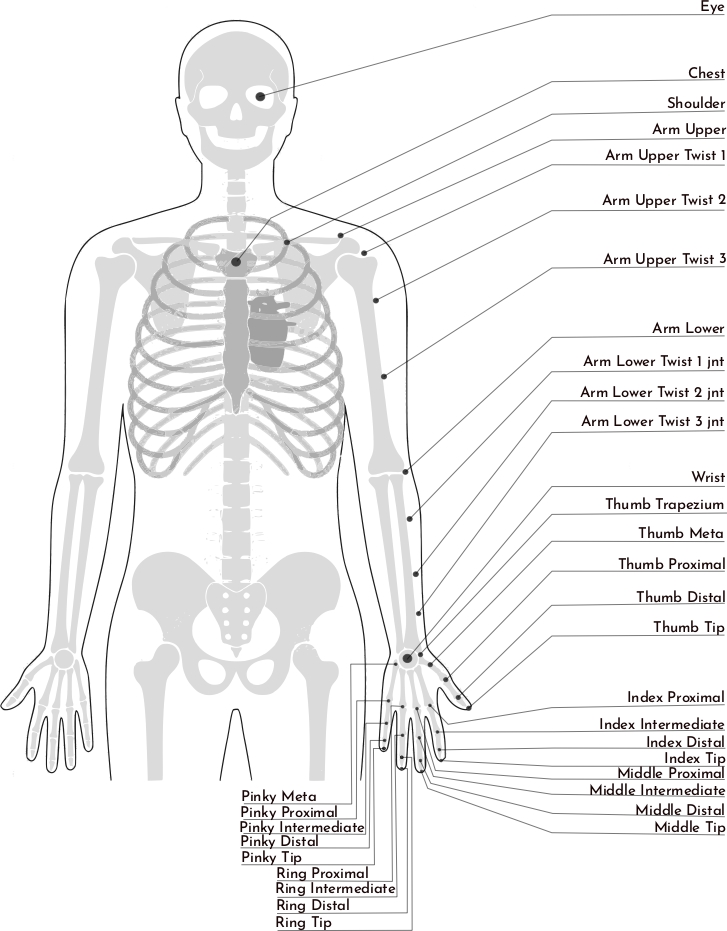 Eye
Chest
Shoulder
Arm Upper
Arm Upper Twist 1
Arm Upper Twist 2
Arm Upper Twist 3
Arm Lower
Arm Lower Twist 1 jnt
Arm Lower Twist 2 jnt
Arm Lower Twist 3 jnt
Wrist
Thumb Trapezium
Thumb Meta
Thumb Proximal
Thumb Distal
Thumb Tip
Index Proximal
Index Intermediate
Index Distal
Index Tip
Middle Proximal
Middle Intermediate
Middle Distal
Middle Tip
Pinky Meta
Pinky Proximal
Pinky Intermediate
Pinky Distal
Pinky Tip
Ring Proximal
Ring Intermediate
Ring Distal
Ring Tip